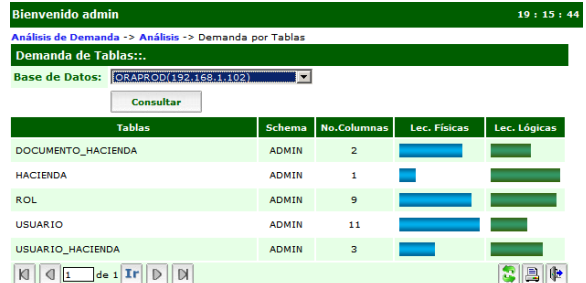 Bienvenido admin 19 : 15 : 44
Análisis de Demanda -> Análisis -> Demanda por Tablas
Demanda de Tablas::.
Base de Datos: ORAPROD(192.168.1.102)
Consultar
Tablas Schema No.Columnas Lec. Físicas Lec. Lógicas
DOCUMENTO_HACIENDA ADMIN 2
HACIENDA ADMIN 1
ROL ADMIN 9
USUARIO ADMIN 11
USUARIO_HACIENDA ADMIN 3
1 de 1 Ir